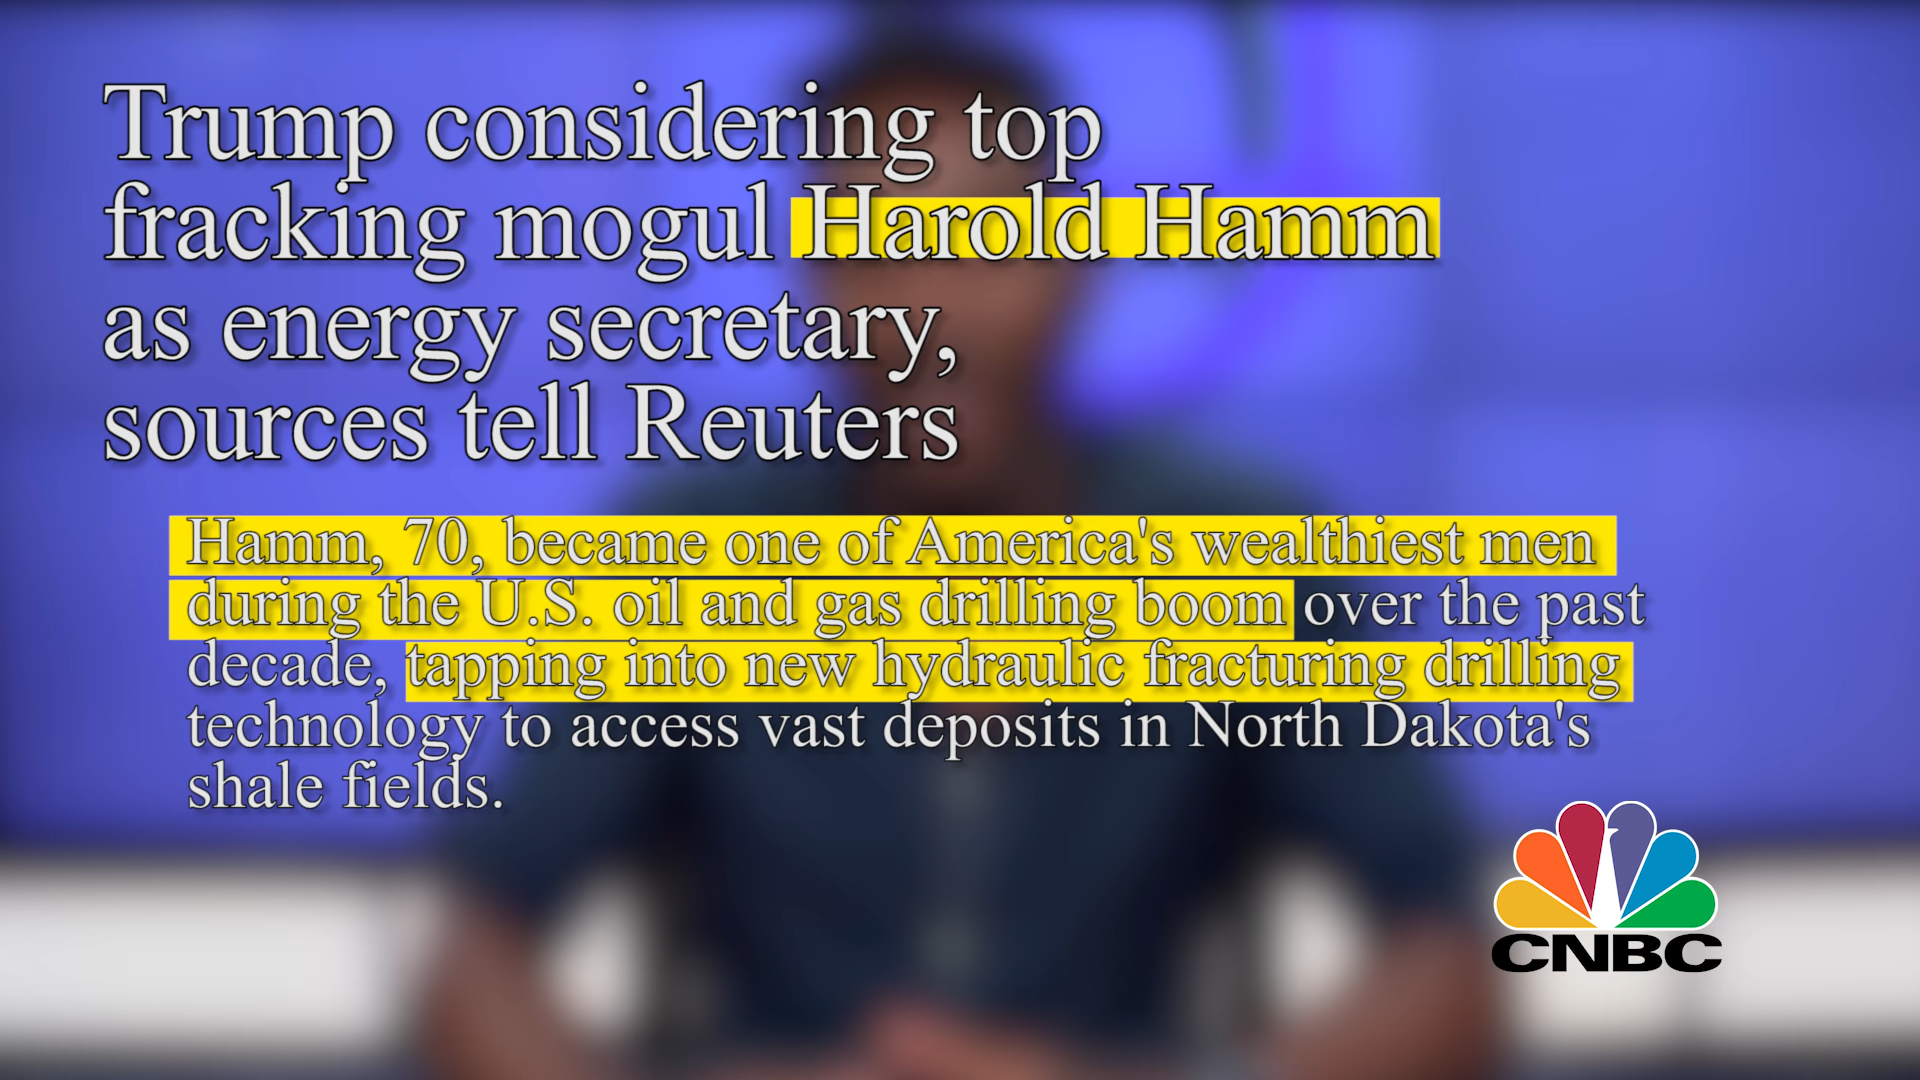 Trump considering top
fracking mogul Harold Hamm
as energy secretary,
sources tell Reuters
Hamm, 70, became one of America's wealthiest men
during the U.S. oil and gas drilling boom over the past
decade, tapping into new hydraulic fracturing drilling
technology to access vast deposits in North Dakota's
shale fields.
CNBC